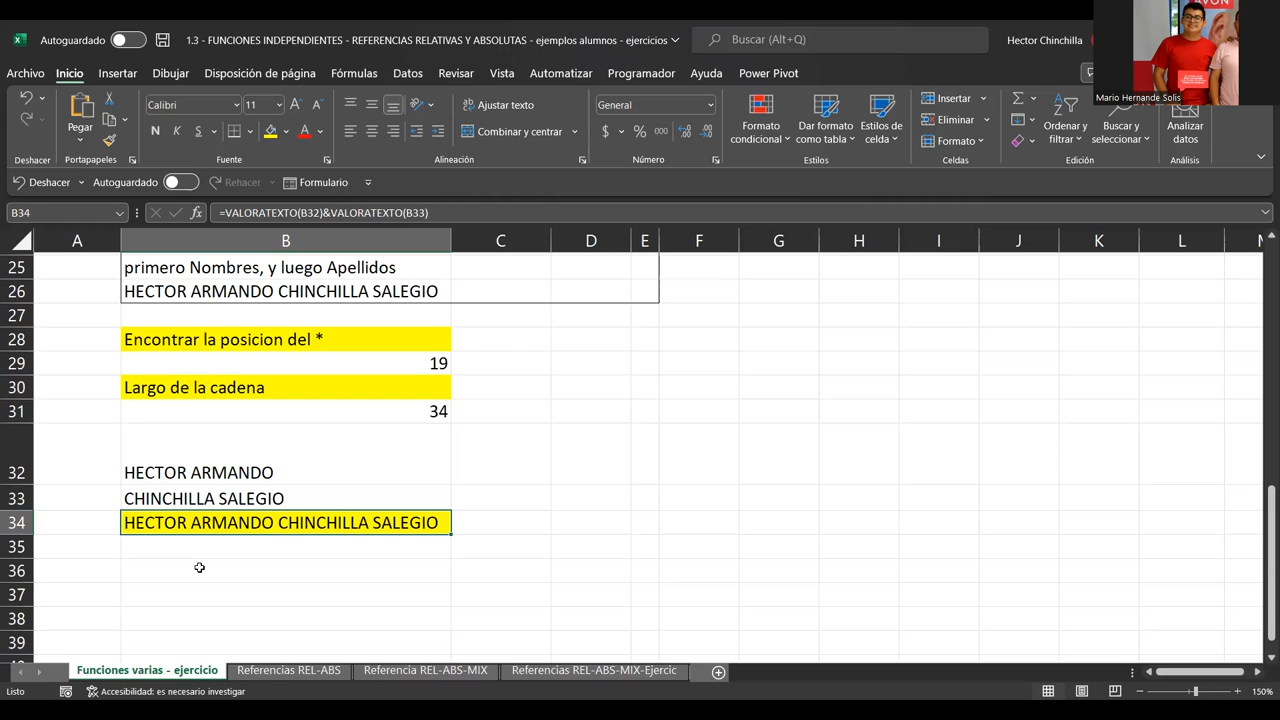 AVON
Autoguardado
1.3 - FUNCIONES INDEPENDIENTES - REFERENCIAS RELATIVAS Y ABSOLUTAS - ejemplos alumnos - ejercicios
Buscar (Alt+Q)
Hector Chinchilla
Mario Hernande Solis
Archivo Inicio Insertar Dibujar Disposición de página Fórmulas Datos Revisar Vista Automatizar Programador Ayuda Power Pivot
Pegar
Calibri 11
N K S
Ajustar texto
Combinar y centrar
General
$ % 000
Formato condicional
Dar formato como tabla
Estilos de celda
Insertar
Eliminar
Formato
Ordenar y filtrar
Buscar y seleccionar
Analizar datos
Deshacer Portapapeles Fuente Alineación Número Estilos Celdas Edición Análisis
Deshacer Autoguardado Rehacer Formulario
B34 fx =VALORATEXTO(B32)&VALORATEXTO(B33)
A B C D E F G H I J K L M
25 primero Nombres, y luego Apellidos
26 HECTOR ARMANDO CHINCHILLA SALEGIO
27
28 Encontrar la posicion del *
29 19
30 Largo de la cadena
31 34
32 HECTOR ARMANDO
33 CHINCHILLA SALEGIO
34 HECTOR ARMANDO CHINCHILLA SALEGIO
35
36
37
38
39
Funciones varias - ejercicio Referencias REL-ABS Referencia REL-ABS-MIX Referencias REL-ABS-MIX-Ejercic
Listo Accesibilidad: es necesario investigar 150%